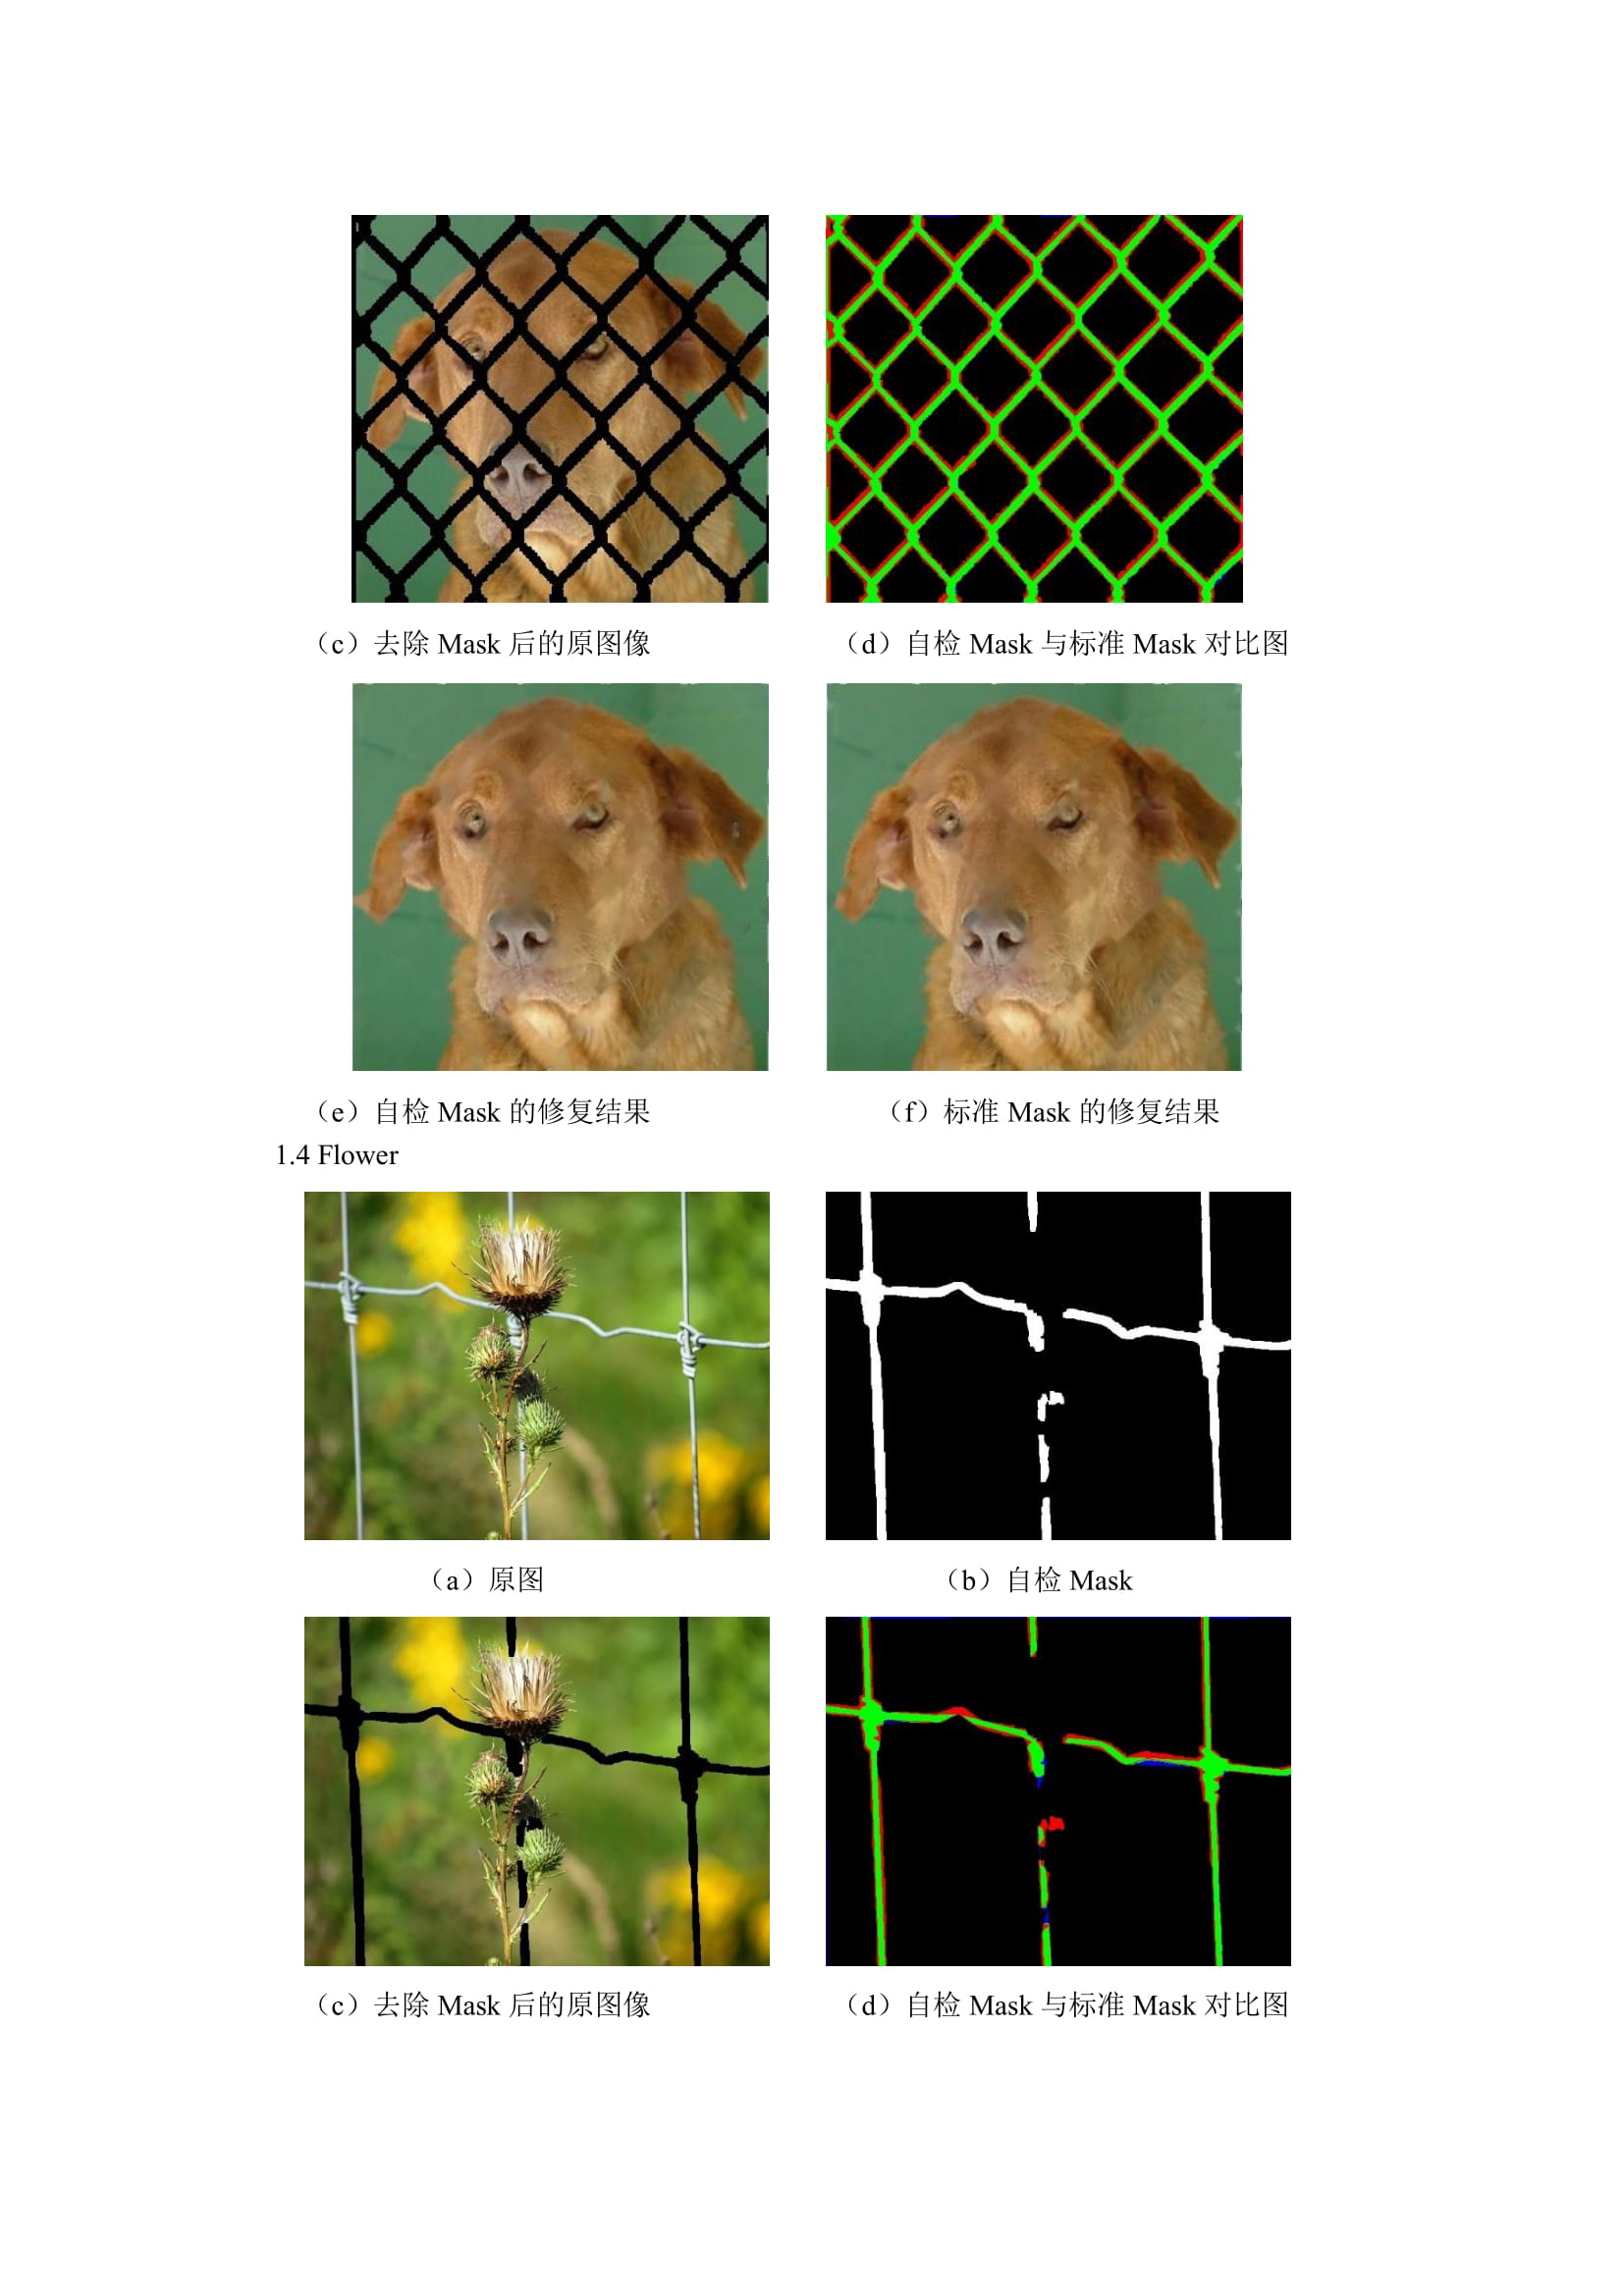 （c）去除 Mask 后的原图像
（d）自检 Mask 与标准 Mask 对比图
（e）自检 Mask 的修复结果
（f）标准 Mask 的修复结果
1.4 Flower
（a）原图
（b）自检 Mask
（c）去除 Mask 后的原图像
（d）自检 Mask 与标准 Mask 对比图